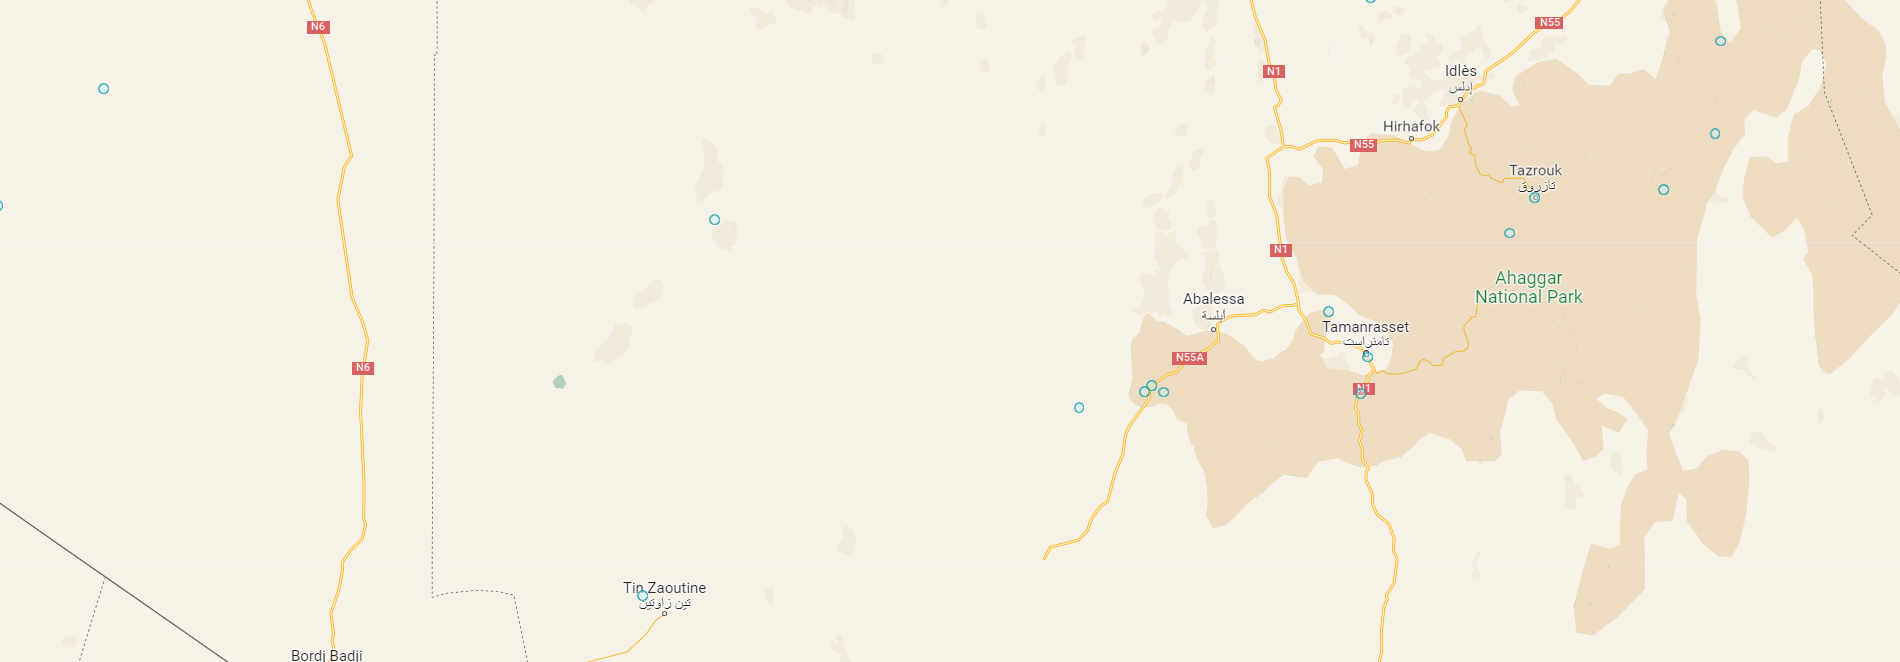 N6
N55
N1
Idlès
إدلس
Hirhafok
N55
Tazrouk
تازروق
N1
Ahaggar
National Park
Abalessa
أبلسة
Tamanrasset
تامنراست
N55A
N6
N1
Tin Zaoutine
تين زاوتين
Bordj Badji